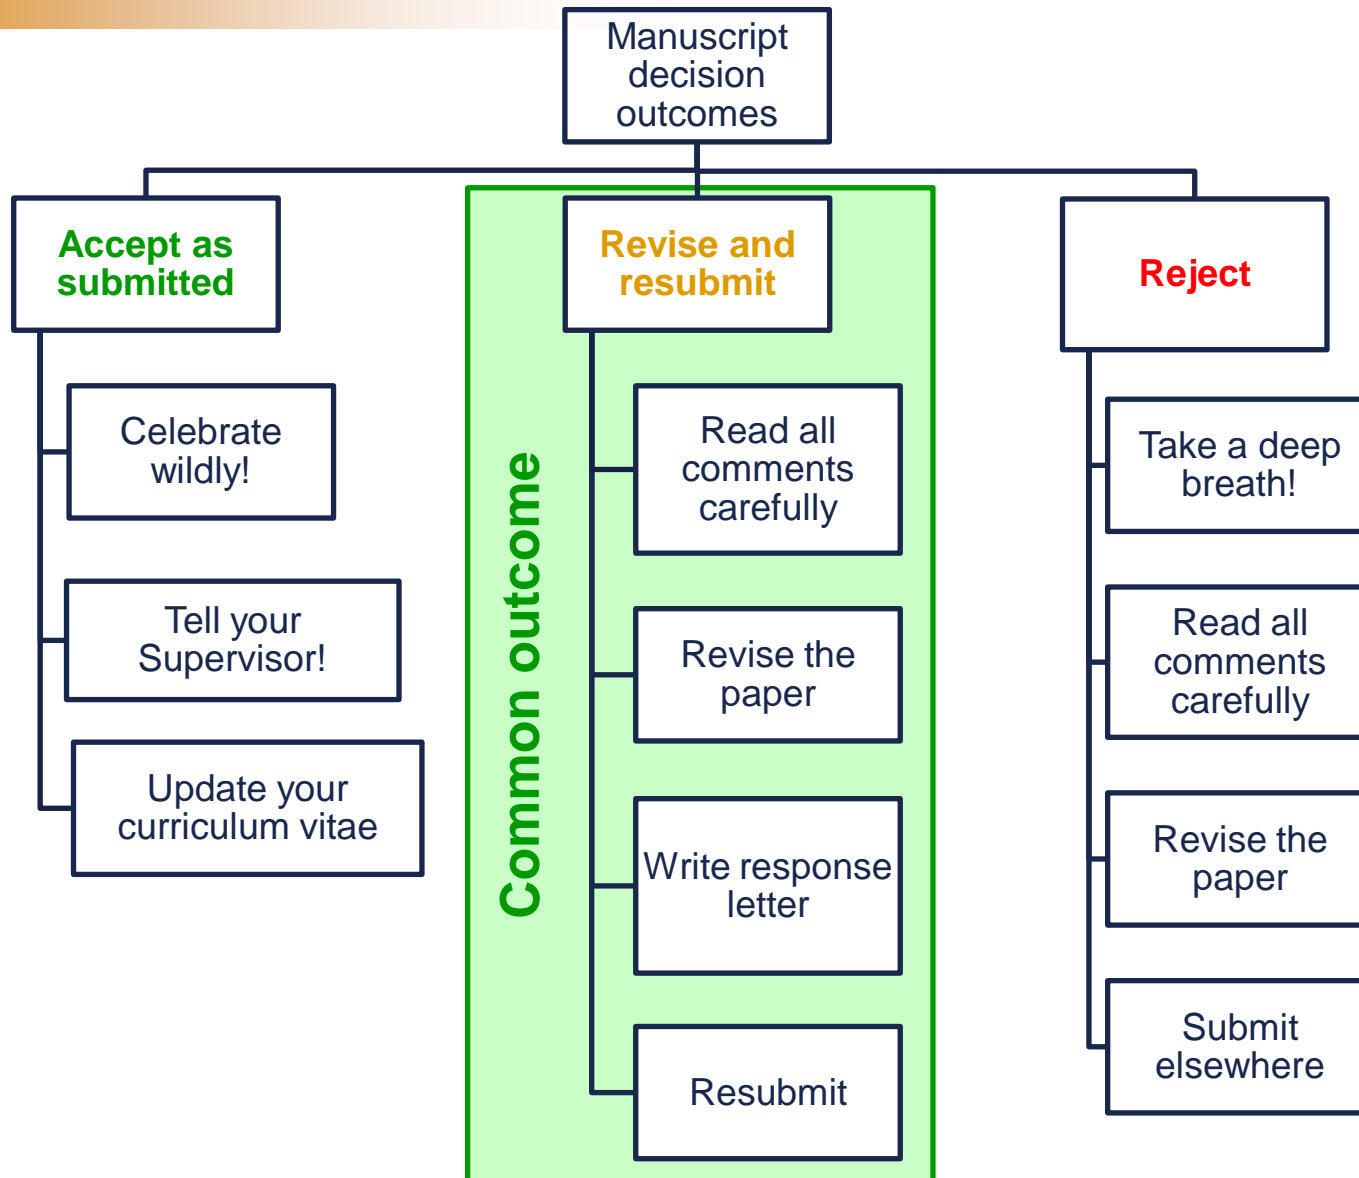 Manuscript
decision
outcomes
Accept as
submitted
Celebrate
wildly!
Tell your
Supervisor!
Update your
curriculum vitae
Common outcome
Revise and
resubmit
Read all
comments
carefully
Revise the
paper
Write response
letter
Resubmit
Reject
Take a deep
breath!
Read all
comments
carefully
Revise the
paper
Submit
elsewhere